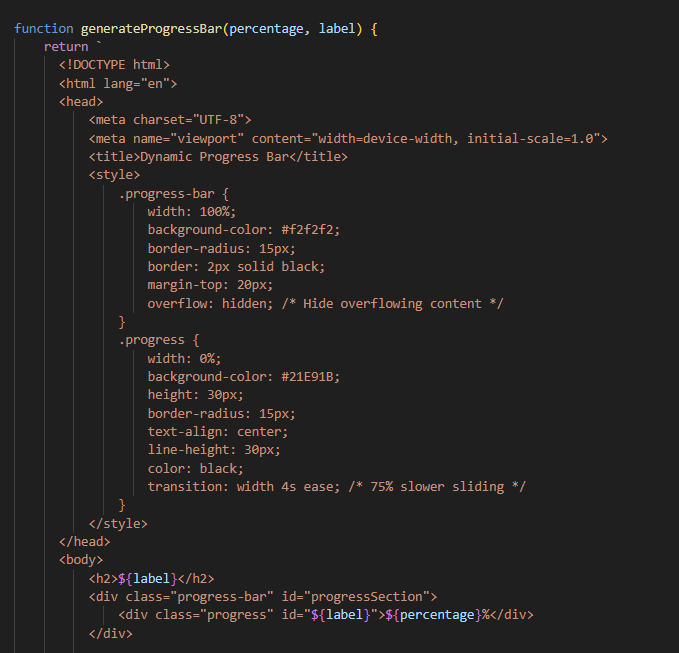 function generateProgressBar(percentage, label) {
    return `
      <!DOCTYPE html>
      <html lang="en">
      <head>
          <meta charset="UTF-8">
          <meta name="viewport" content="width=device-width, initial-scale=1.0">
          <title>Dynamic Progress Bar</title>
          <style>
              .progress-bar {
                  width: 100%;
                  background-color: #f2f2f2;
                  border-radius: 15px;
                  border: 2px solid black;
                  margin-top: 20px;
                  overflow: hidden; /* Hide overflowing content */
              }
              .progress {
                  width: 0%;
                  background-color: #21E91B;
                  height: 30px;
                  border-radius: 15px;
                  text-align: center;
                  line-height: 30px;
                  color: black;
                  transition: width 4s ease; /* 75% slower sliding */
              }
          </style>
      </head>
      <body>
          <h2>${label}</h2>
          <div class="progress-bar" id="progressSection">
              <div class="progress" id="${label}">${percentage}%</div>
          </div>